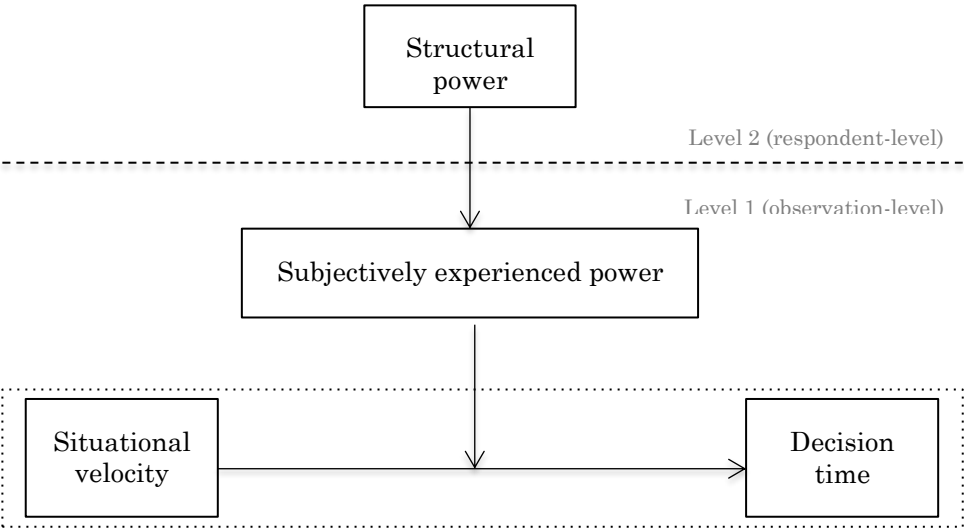 Structural
power
Level 2 (respondent-level)
Level 1 (observation-level)
Subjectively experienced power
Situational
velocity
Decision
time